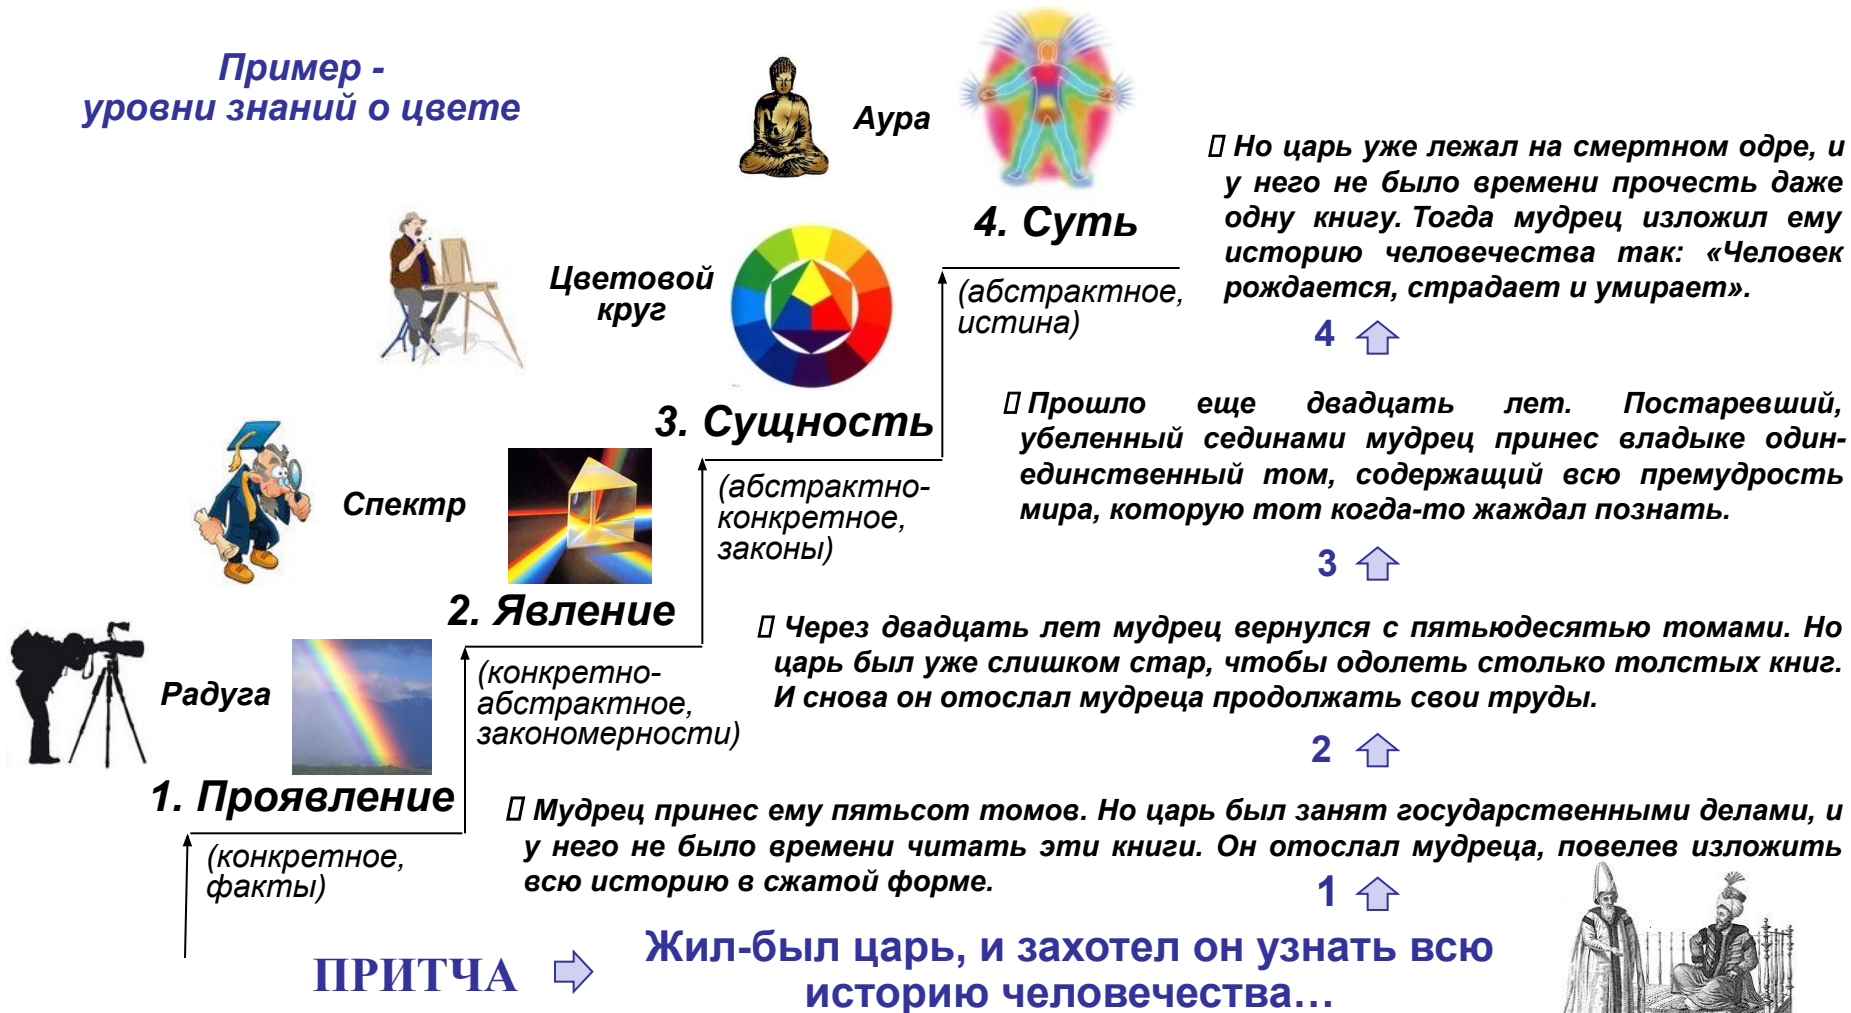 Пример -
уровни знаний о цвете
Аура
4. Суть
(абстрактное,
истина)
Цветовой
круг
3. Сущность
(абстрактно-
конкретное,
законы)
Спектр
2. Явление
(конкретно-
абстрактное,
закономерности)
Радуга
1. Проявление
(конкретное,
факты)
Но царь уже лежал на смертном одре, и
у него не было времени прочесть даже
одну книгу. Тогда мудрец изложил ему
историю человечества так: «Человек
рождается, страдает и умирает».
4
Прошло еще двадцать лет. Постаревший,
убеленный сединами мудрец принес владыке один-
единственный том, содержащий всю премудрость
мира, которую тот когда-то жаждал познать.
3
Через двадцать лет мудрец вернулся с пятьюдесятью томами. Но
царь был уже слишком стар, чтобы одолеть столько толстых книг.
И снова он отослал мудреца продолжать свои труды.
2
Мудрец принес ему пятьсот томов. Но царь был занят государственными делами, и
у него не было времени читать эти книги. Он отослал мудреца, повелев изложить
всю историю в сжатой форме.
1
ПРИТЧА
Жил-был царь, и захотел он узнать всю
историю человечества…